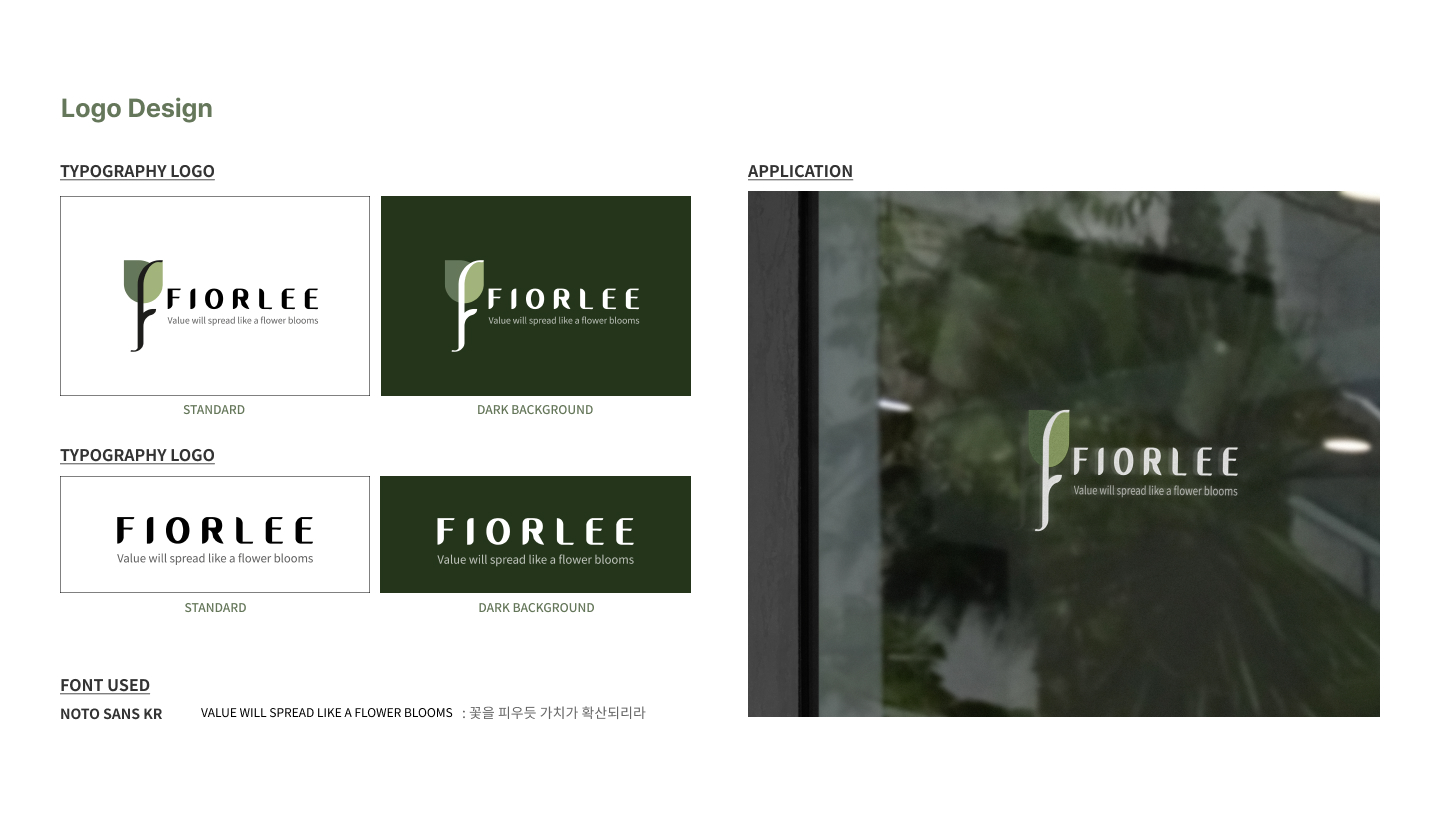 Logo Design
TYPOGRAPHY LOGO
FIORLEE
Value will spread like a flower blooms
FIORLEE
Value will spread like a flower blooms
STANDARD
DARK BACKGROUND
TYPOGRAPHY LOGO
FIORLEE
Value will spread like a flower blooms
FIORLEE
Value will spread like a flower blooms
STANDARD
DARK BACKGROUND
FONT USED
NOTO SANS KR VALUE WILL SPREAD LIKE A FLOWER BLOOMS : 꽃을 피우듯 가치가 확산되리라
APPLICATION
FIORLEE
Value will spread like a flower blooms